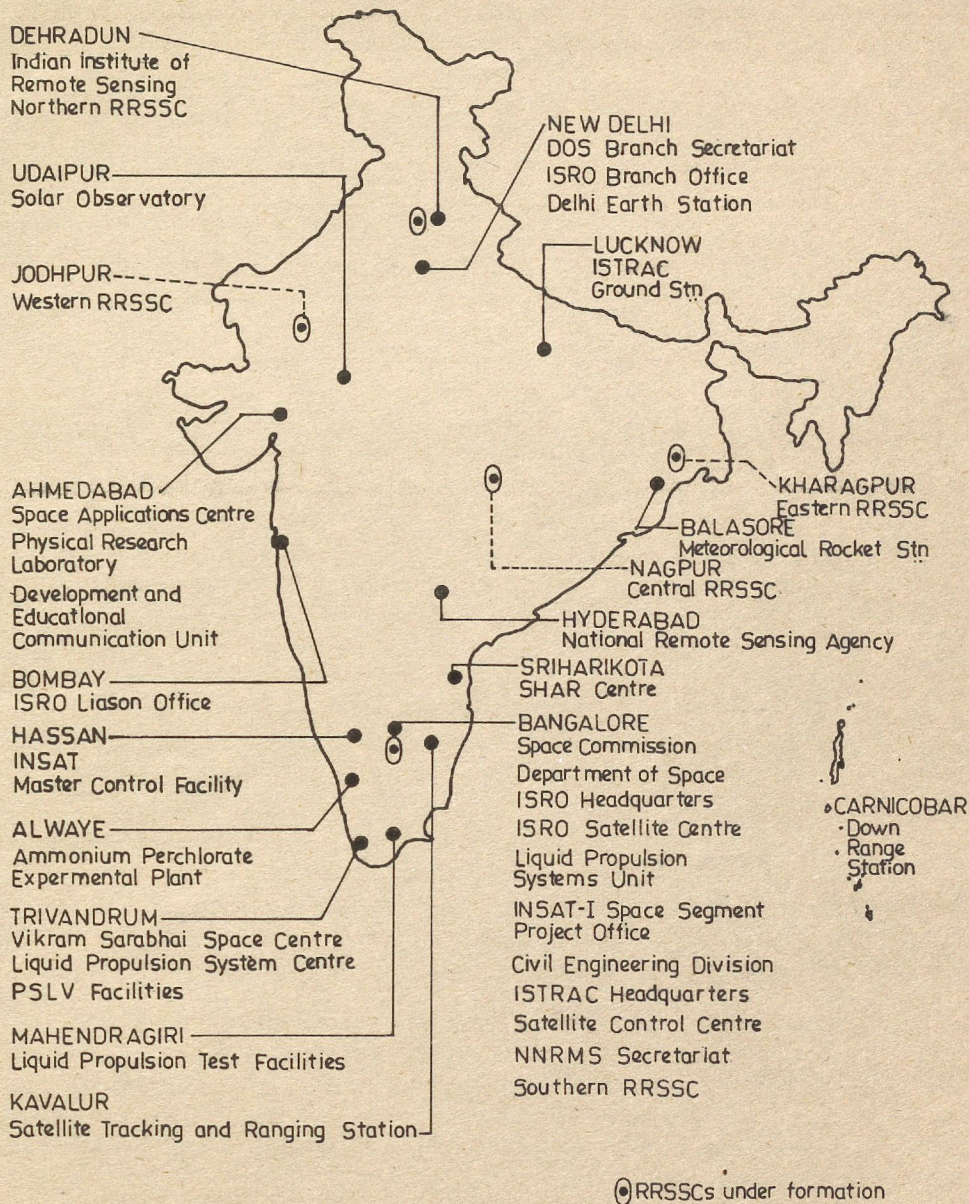 DEHRADUN
Indian Institute of
Remote Sensing
Northern RRSSC
UDAIPUR
Solar Observatory
JODHPUR
Western RRSSC
NEW DELHI
DOS Branch Secretariat
ISRO Branch Office
Delhi Earth Station
LUCKNOW
ISTRAC
Ground Stn
AHMEDABAD
Space Applications Centre
Physical Research
Laboratory
Development and
Educatlonal
Communication Unit
BOMBAY
ISRO Liason Office
HASSAN
INSAT
Master Control Facility
ALWAYE
Ammonium Perchlorate
Expermental Plant
TRIVANDRUM
Vikram Sarabhai Space Centre
Liquid Propulsion System Centre
PSLV Facilities
MAHENDRAGIRI
Liquid Propulsion Test Facilities
KAVALUR
Satellite Tracking and Ranging Station
KHARAGPUR
Eastern RRSSC
BALASORE
Meteorological Rocket Stn
NAGPUR
Central RRSSC
HYDERABAD
National Remote Sensing Agency
SRIHARIKOTA
SHAR Centre
BANGALORE
Space Commission
Department of Space
ISRO Headquarters
ISRO Satellite Centre
Liquid Propulsion
Systems Unit
INSAT-I Space Segment
Project Office
Civil Engineering Division
ISTRAC Headquarters
Satellite Control Centre
NNRMS Secretariat
Southern RRSSC
CARNICOBAR
Down
Range
Station
RRSSCs under formation